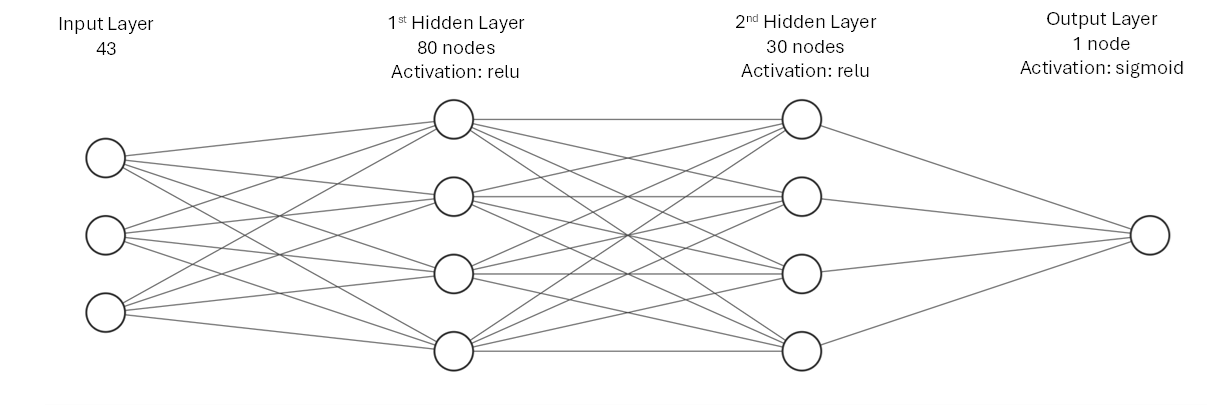 Input Layer
43
1st Hidden Layer
80 nodes
Activation: relu
2nd Hidden Layer
30 nodes
Activation: relu
Output Layer
1 node
Activation: sigmoid